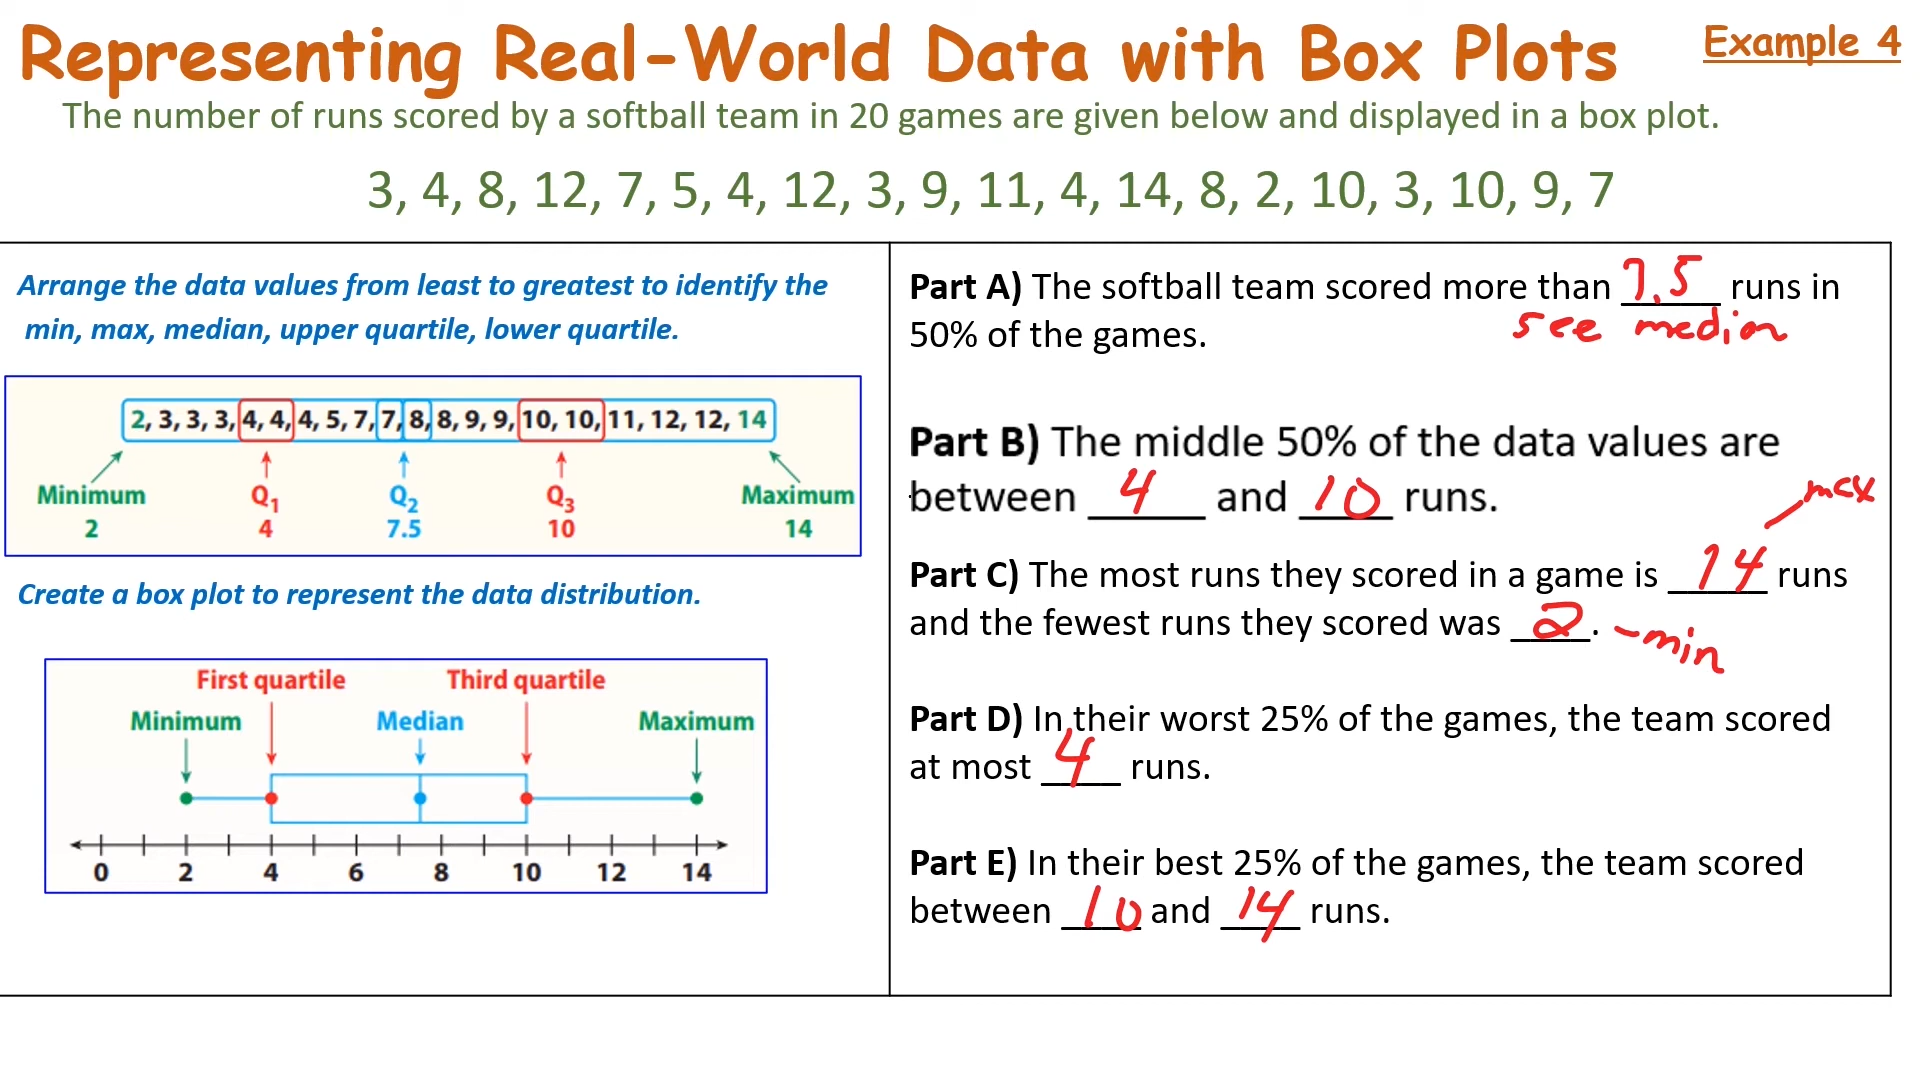 Representing Real-World Data with Box Plots
Example 4
The number of runs scored by a softball team in 20 games are given below and displayed in a box plot.
3, 4, 8, 12, 7, 5, 4, 12, 3, 9, 11, 4, 14, 8, 2, 10, 3, 10, 9, 7
Arrange the data values from least to greatest to identify the
min, max, median, upper quartile, lower quartile.
2, 3, 3, 3, 4, 4, 4, 5, 7, 7, 8, 8, 9, 9, 10, 10, 11, 12, 12, 14
Minimum Q1 Q2 Q3 Maximum
2 4 7.5 10 14
Create a box plot to represent the data distribution.
First quartile Third quartile
Minimum Median Maximum
0 2 4 6 8 10 12 14
Part A) The softball team scored more than 7.5 runs in
50% of the games.
see median
Part B) The middle 50% of the data values are
between 4 and 10 runs.
max
Part C) The most runs they scored in a game is 14 runs
and the fewest runs they scored was 2. - min
Part D) In their worst 25% of the games, the team scored
at most 4 runs.
Part E) In their best 25% of the games, the team scored
between 10 and 14 runs.